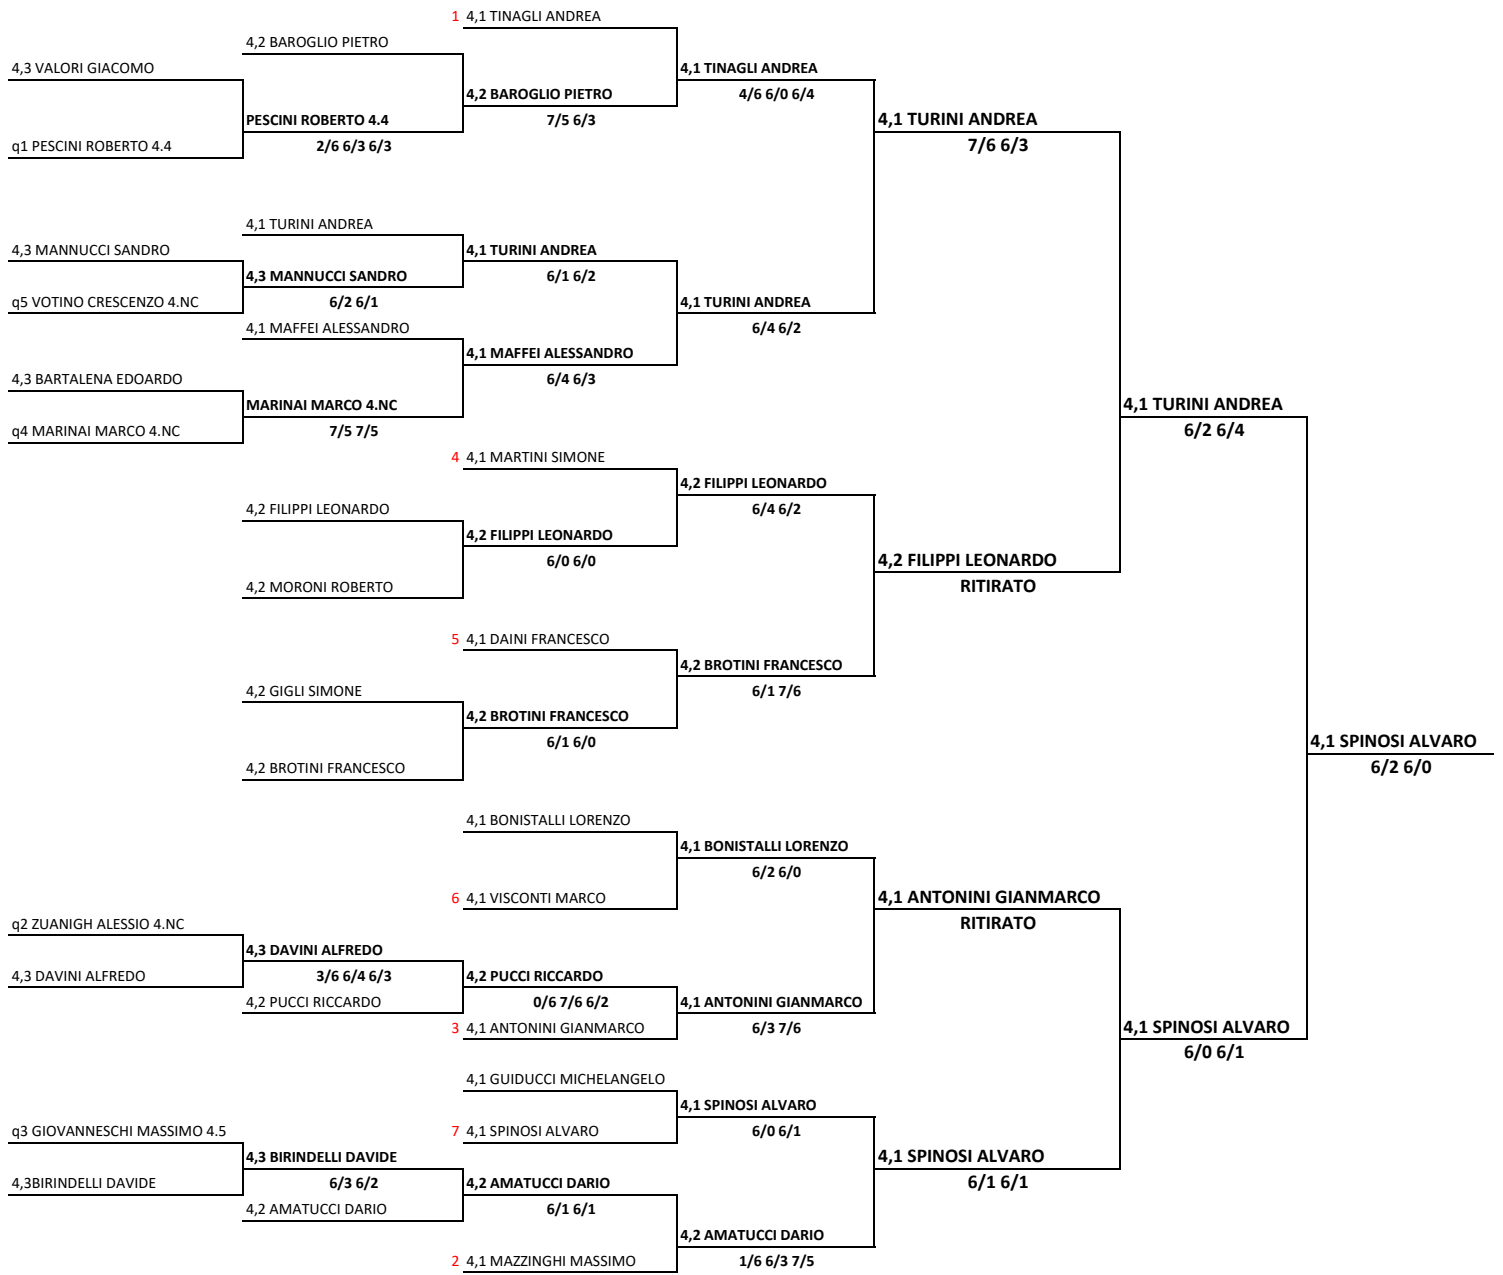 1 4,1 TINAGLI ANDREA
4,2 BAROGLIO PIETRO
4,3 VALORI GIACOMO
4,1 TINAGLI ANDREA
4/6 6/0 6/4
4,2 BAROGLIO PIETRO
7/5 6/3
PESCINI ROBERTO 4.4
2/6 6/3 6/3
4,1 TURINI ANDREA
7/6 6/3
q1 PESCINI ROBERTO 4.4
4,1 TURINI ANDREA
4,3 MANNUCCI SANDRO
4,1 TURINI ANDREA
6/1 6/2
4,3 MANNUCCI SANDRO
6/2 6/1
q5 VOTINO CRESCENZO 4.NC
4,1 TURINI ANDREA
6/4 6/2
4,1 MAFFEI ALESSANDRO
4,1 MAFFEI ALESSANDRO
6/4 6/3
4,3 BARTALENA EDOARDO
MARINAI MARCO 4.NC
7/5 7/5
4,1 TURINI ANDREA
6/2 6/4
q4 MARINAI MARCO 4.NC
4 4,1 MARTINI SIMONE
4,2 FILIPPI LEONARDO
6/4 6/2
4,2 FILIPPI LEONARDO
4,2 FILIPPI LEONARDO
6/0 6/0
4,2 FILIPPI LEONARDO
RITIRATO
4,2 MORONI ROBERTO
5 4,1 DAINI FRANCESCO
4,2 BROTINI FRANCESCO
6/1 7/6
4,2 GIGLI SIMONE
4,2 BROTINI FRANCESCO
6/1 6/0
4,1 SPINOSI ALVARO
6/2 6/0
4,2 BROTINI FRANCESCO
4,1 BONISTALLI LORENZO
4,1 BONISTALLI LORENZO
6/2 6/0
6 4,1 VISCONTI MARCO
4,1 ANTONINI GIANMARCO
RITIRATO
q2 ZUANIGH ALESSIO 4.NC
4,3 DAVINI ALFREDO
3/6 6/4 6/3
4,3 DAVINI ALFREDO
4,2 PUCCI RICCARDO
0/6 7/6 6/2
4,2 PUCCI RICCARDO
4,1 ANTONINI GIANMARCO
6/3 7/6
3 4,1 ANTONINI GIANMARCO
4,1 SPINOSI ALVARO
6/0 6/1
4,1 GUIDUCCI MICHELANGELO
4,1 SPINOSI ALVARO
6/0 6/1
q3 GIOVANNESCHI MASSIMO 4.5
7 4,1 SPINOSI ALVARO
4,3 BIRINDELLI DAVIDE
6/3 6/2
4,1 SPINOSI ALVARO
6/1 6/1
4,3BIRINDELLI DAVIDE
4,2 AMATUCCI DARIO
6/1 6/1
4,2 AMATUCCI DARIO
4,2 AMATUCCI DARIO
1/6 6/3 7/5
2 4,1 MAZZINGHI MASSIMO